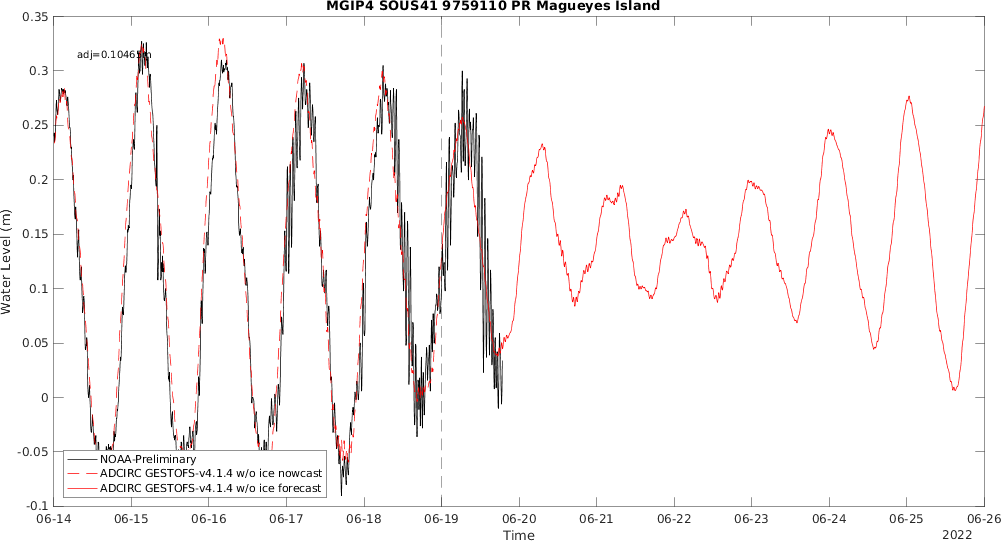 MGIP4 SOUS41 9759110 PR Magueyes Island
0.35
adj=0.10465m
0.3
0.25
0.2
0.15
0.1
0.05
0
-0.05
-0.1
Water Level (m)
NOAA-Preliminary
ADCIRC GESTOFS-v4.1.4 w/o ice nowcast
ADCIRC GESTOFS-v4.1.4 w/o ice forecast
06-14 06-15 06-16 06-17 06-18 06-19 06-20 06-21 06-22 06-23 06-24 06-25 06-26
Time
2022